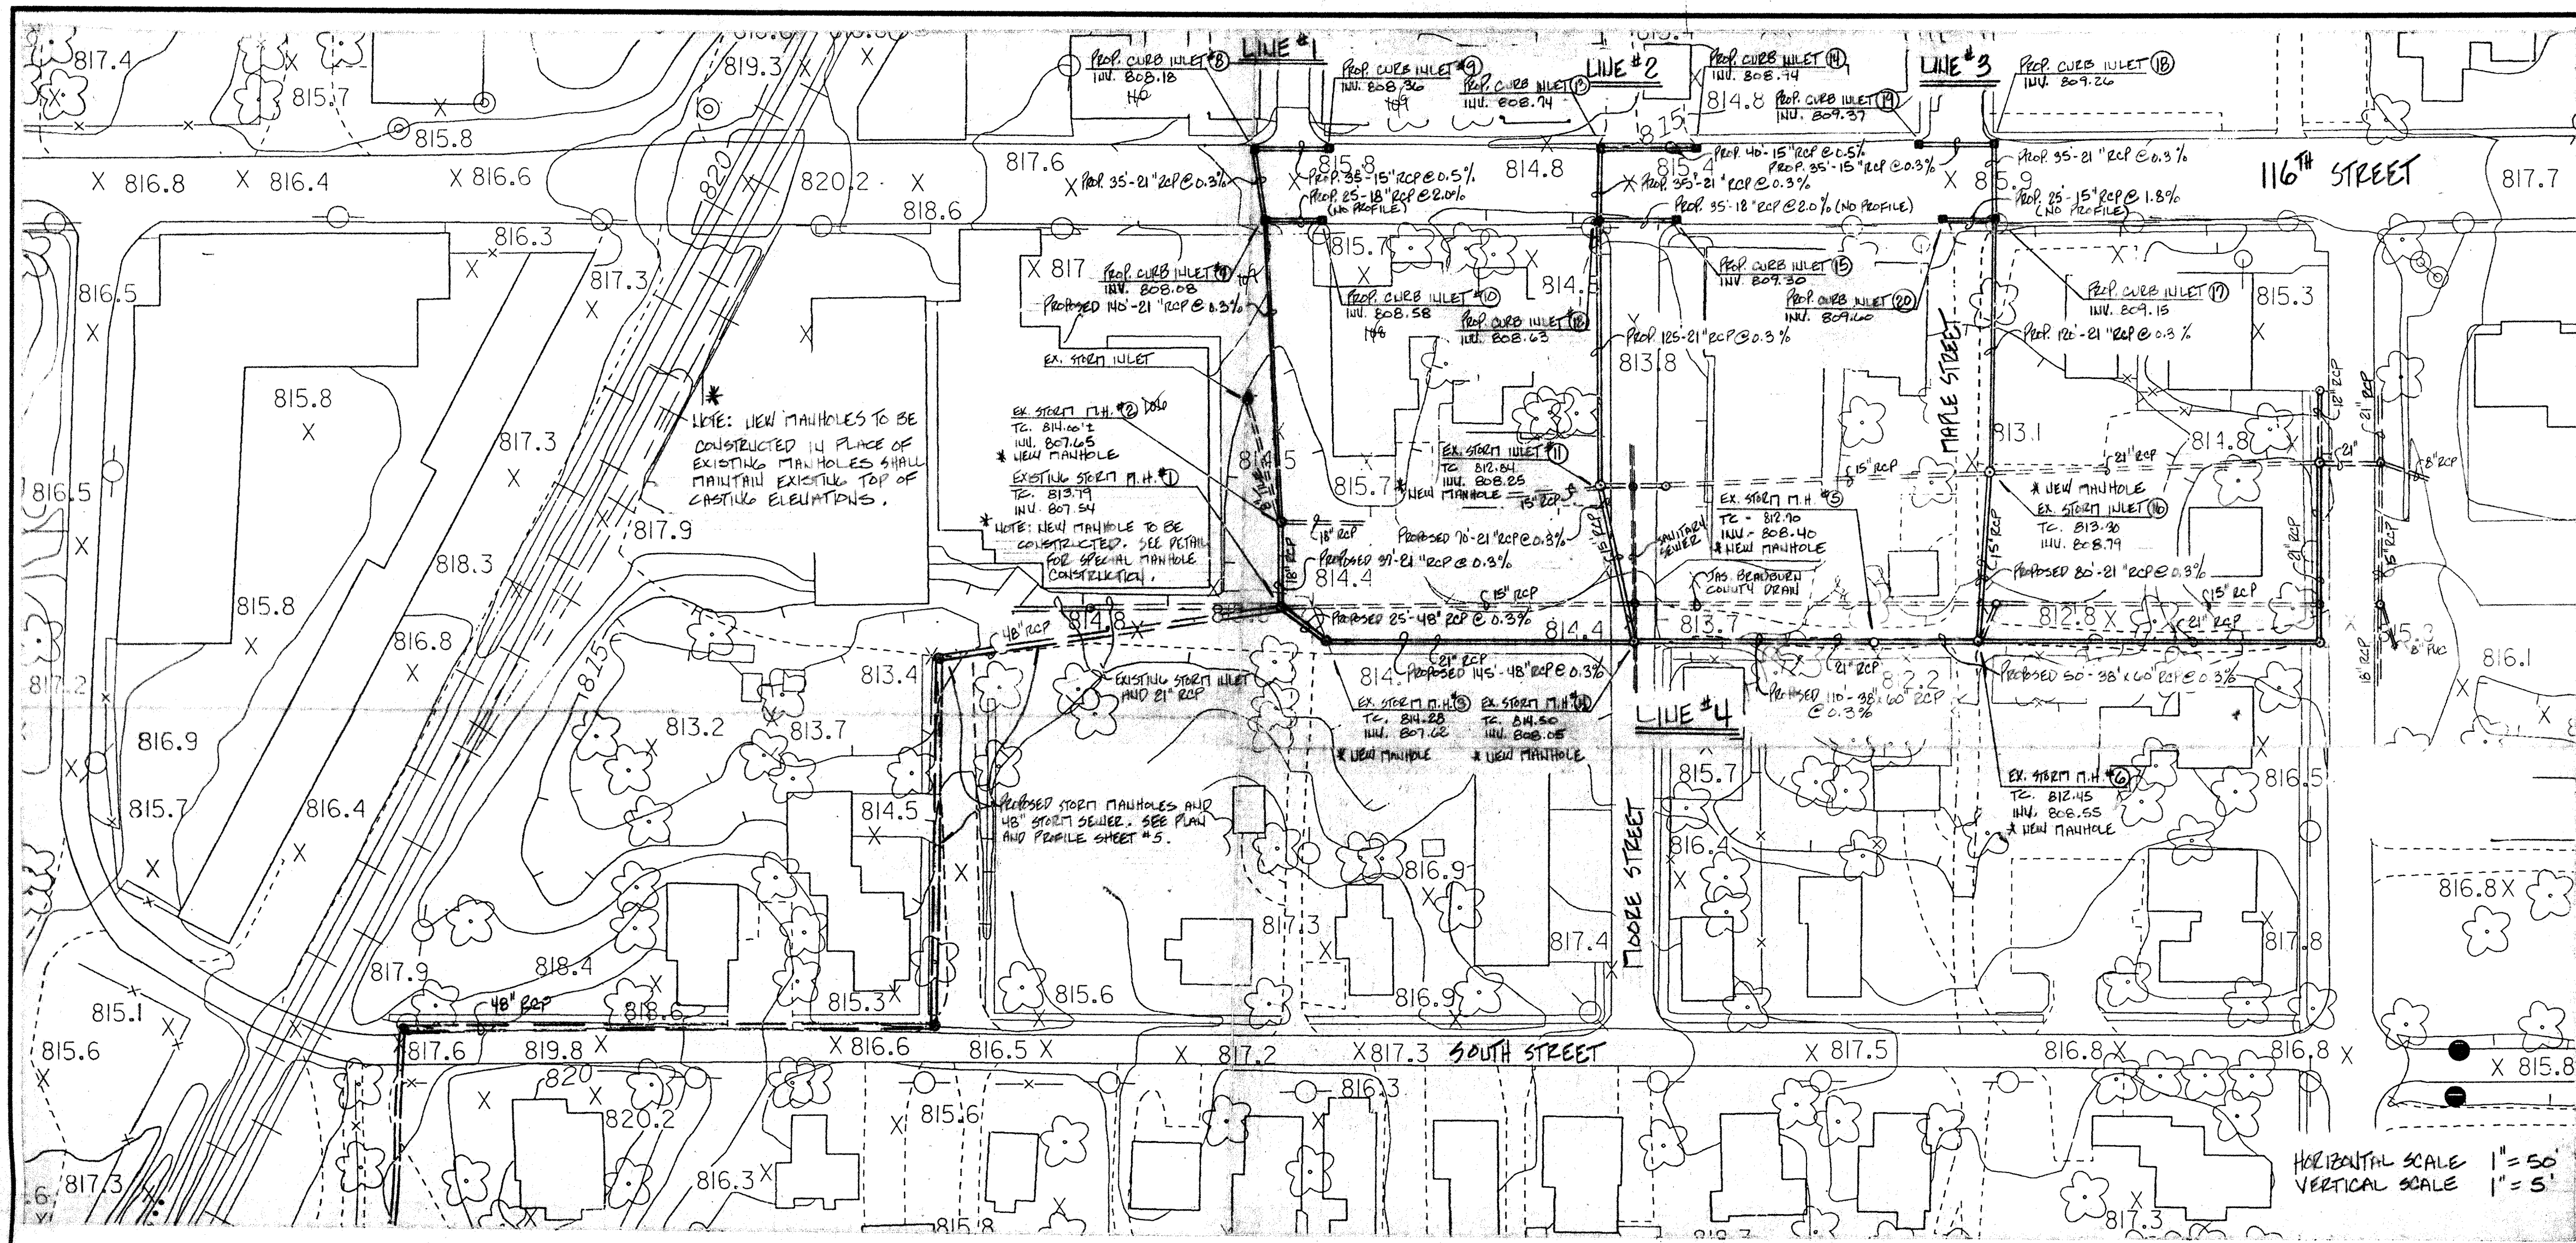 LINE #1
LINE #2
LINE #3
PROP. CURB INLET #8
INV. 808.18
PROP. CURB INLET #9
INV. 808.36
PROP. CURB INLET 13
INV. 808.74
PROP. CURB INLET 14
INV. 808.94
PROP. CURB INLET 19
INV. 809.37
PROP. CURB INLET 18
INV. 809.26
817.4
815.7
815.8
819.3
814.8
815
816.8
816.4
816.6
820
820.2
818.6
817.6
815.8
814.8
815.4
815.9
817.7
116TH STREET
PROP. 35'-21" RCP @ 0.3%
PROP. 35'-15" RCP @ 0.5%
PROP. 25'-18" RCP @ 2.0%
(NO PROFILE)
PROP. 40'-15" RCP @ 0.5%
PROP. 35'-15" RCP @ 0.3%
PROP. 35'-21" RCP @ 0.3%
PROP. 35'-18" RCP @ 2.0% (NO PROFILE)
PROP. 35'-21" RCP @ 0.3%
PROP. 25'-15" RCP @ 1.8%
(NO PROFILE)
816.3
817.3
816.5
817
815.7
815.3
PROP. CURB INLET
INV. 808.08
PROPOSED 140'-21" RCP @ 0.3%
PROP. CURB INLET #10
INV. 808.58
PROP. CURB INLET 12
INV. 808.63
PROP. CURB INLET 15
INV. 809.30
PROP. CURB INLET 20
INV. 809.60
PROP. CURB INLET 17
INV. 809.15
PROP. 125'-21" RCP @ 0.3%
PROP. 120'-21" RCP @ 0.3%
813.8
MAPLE STREET
EX. STORM INLET
*
NOTE: NEW MANHOLES TO BE
CONSTRUCTED IN PLACE OF
EXISTING MANHOLES SHALL
MAINTAIN EXISTING TOP OF
CASTING ELEVATIONS.
EX. STORM M.H. #2
TC. 814.00'±
INV. 807.65
* NEW MANHOLE
EXISTING STORM M.H. #1
TC. 813.79
INV. 807.54
* NOTE: NEW MANHOLE TO BE
CONSTRUCTED. SEE DETAIL
FOR SPECIAL MANHOLE
CONSTRUCTION.
EX. STORM INLET 11
TC 812.84
INV. 808.25
* NEW MANHOLE
EX. STORM M.H. #5
TC - 812.70
INV. - 808.40
* NEW MANHOLE
* NEW MANHOLE
EX. STORM INLET 16
TC. 813.30
INV. 808.79
815.8
817.3
816.5
817.9
818.3
815.8
815.7
813.1
814.8
12" RCP
21" RCP
15" RCP
21" RCP
21"
8" RCP
15" RCP
18" RCP
18" RCP
15" RCP
15" RCP
21" RCP
15" RCP
SANITARY
SEWER
JAS. BRADBURN
COUNTY DRAIN
PROPOSED 70'-21" RCP @ 0.3%
PROPOSED 37'-21" RCP @ 0.3%
PROPOSED 80'-21" RCP @ 0.3%
814.4
15" RCP
PROPOSED 25'-48" RCP @ 0.3%
48" RCP
814.8
814.4
813.7
812.8
15" RCP
21" RCP
18" RCP
8" PVC
816.1
816.8
815
813.4
817.2
EXISTING STORM INLET
AND 21" RCP
21" RCP
PROPOSED 145'-48" RCP @ 0.3%
21" RCP
PROPOSED 110'-38"x60" RCP
@ 0.3%
812.2
PROPOSED 50'-38"x60" RCP @ 0.3%
EX. STORM M.H. #3
TC. 814.28
INV. 807.62
* NEW MANHOLE
EX. STORM M.H. #4
TC. 814.50
INV. 808.05
* NEW MANHOLE
LINE #4
813.2
813.7
816.9
815.7
816.4
814.5
PROPOSED STORM MANHOLES AND
48" STORM SEWER. SEE PLAN
AND PROFILE SHEET #5.
815.7
816.4
816.5
EX. STORM M.H. #6
TC. 812.45
INV. 808.55
* NEW MANHOLE
816.9
816.8
MOORE STREET
817.3
817.4
817.8
817.9
818.4
815.3
815.6
816.9
48" RCP
818.6
815.1
815.6
817.6
819.8
816.6
816.5
817.2
817.3
SOUTH STREET
817.5
816.8
816.8
815.8
820
820.2
815.6
816.3
816.3
817.3
815.8
817.3
HORIZONTAL SCALE 1" = 50'
VERTICAL SCALE 1" = 5'